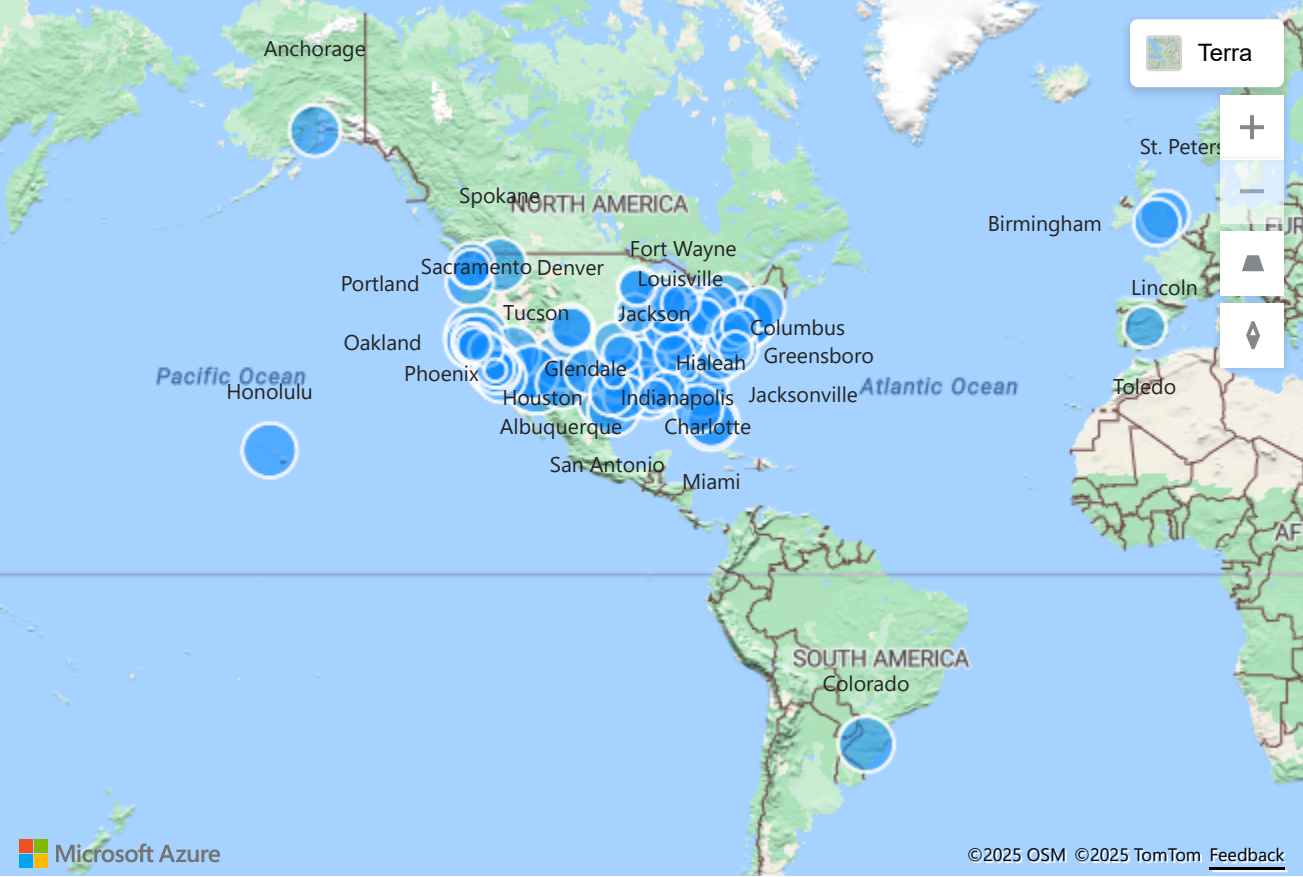 Anchorage
Terra
St. Peters
Spokane
NORTH AMERICA
Birmingham
EUR
Fort Wayne
Sacramento
Denver
Louisville
Portland
Lincoln
Tucson
Jackson
Columbus
Oakland
Greensboro
Hialeah
Glendale
Phoenix
Pacific Ocean
Atlantic Ocean
Toledo
Honolulu
Houston
Indianapolis
Jacksonville
Albuquerque
Charlotte
San Antonio
Miami
AF
SOUTH AMERICA
Colorado
Microsoft Azure
©2025 OSM ©2025 TomTom Feedback